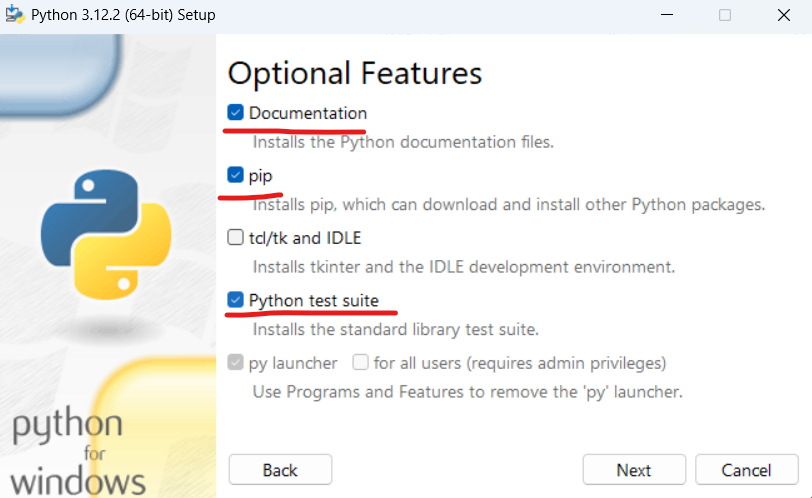 Python 3.12.2 (64-bit) Setup
Optional Features
Documentation
Installs the Python documentation files.
pip
Installs pip, which can download and install other Python packages.
tcl/tk and IDLE
Installs tkinter and the IDLE development environment.
Python test suite
Installs the standard library test suite.
py launcher for all users (requires admin privileges)
Use Programs and Features to remove the 'py' launcher.
python
for
windows
Back Next Cancel